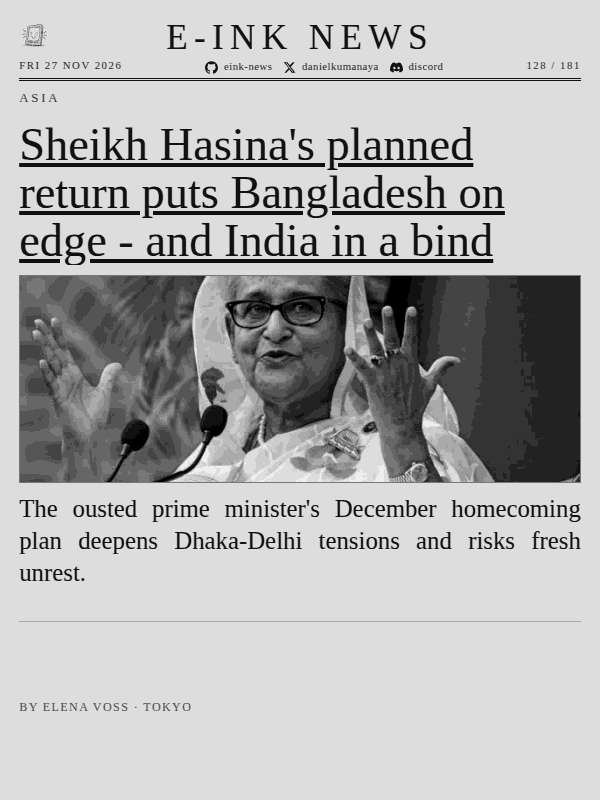 E-INK NEWS
FRI 27 NOV 2026
eink-news
danielkumanaya
discord
128 / 181
ASIA
Sheikh Hasina's planned
return puts Bangladesh on
edge - and India in a bind
The ousted prime minister's December homecoming
plan deepens Dhaka-Delhi tensions and risks fresh
unrest.
BY ELENA VOSS · TOKYO